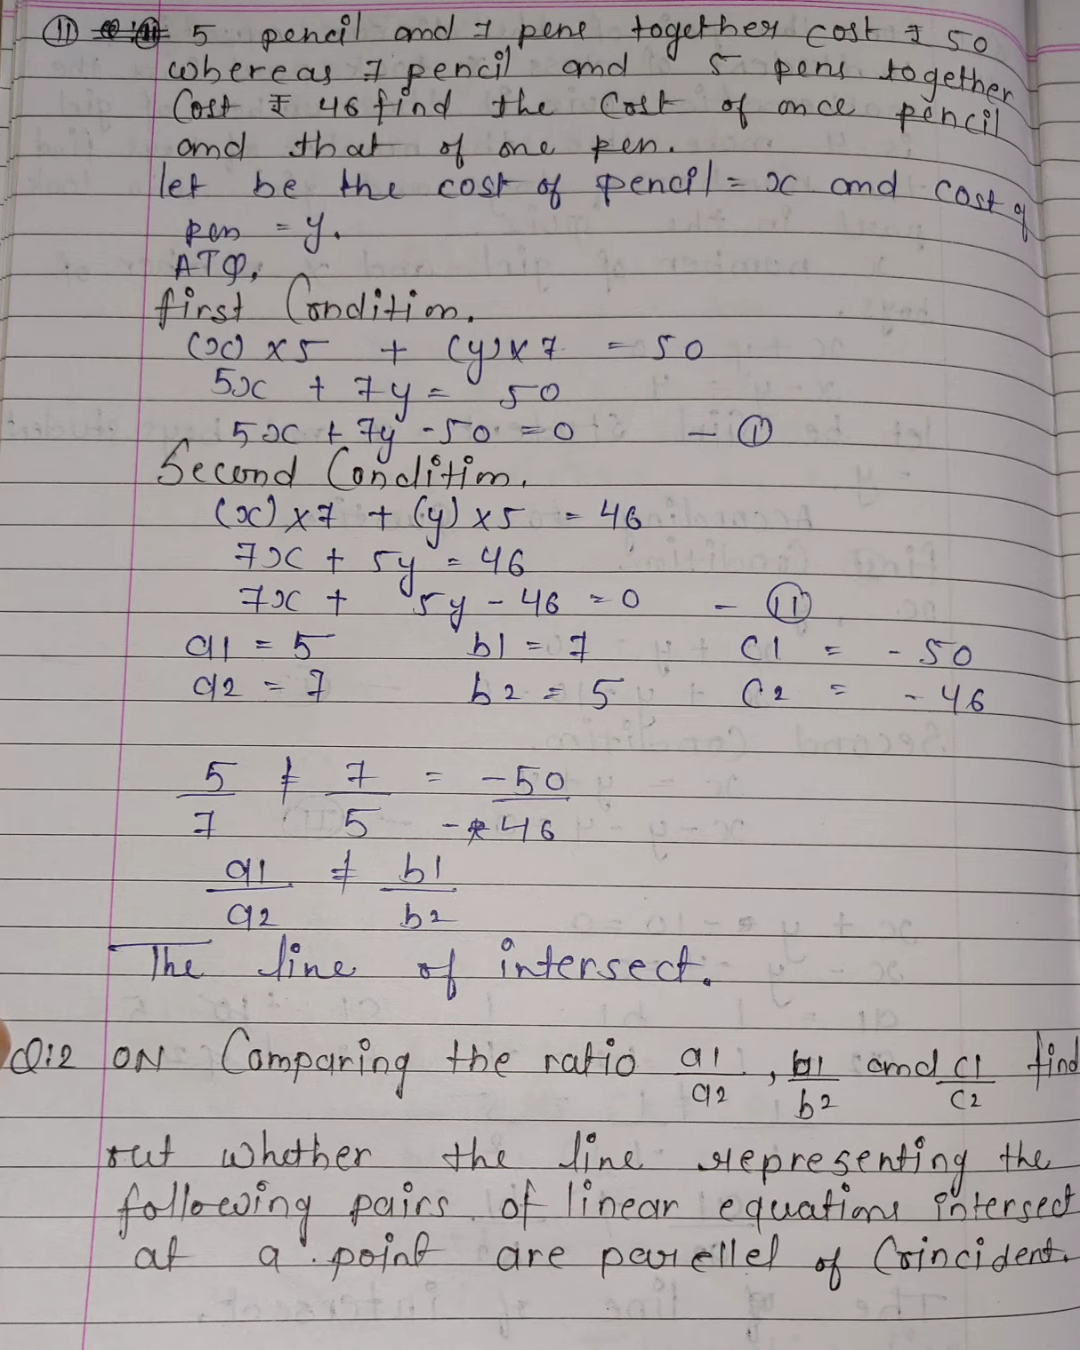 (11) 5 pencil and 7 pens together cost ₹ 50
whereas 7 pencil and 5 pens together
Cost ₹ 46 find the Cost of once pencil
and that of one pen.
let be the cost of pencil = x and cost of
pen = y.
ATQ,
first Condition.
(x) x 5 + (y) x 7 = 50
5x + 7y = 50
5x + 7y - 50 = 0 - (1)
Second Condition.
(x) x 7 + (y) x 5 = 46
7x + 5y = 46
7x + 5y - 46 = 0 - (11)
a1 = 5 b1 = 7 C1 = - 50
a2 = 7 b2 = 5 C2 = - 46
5/7 ≠ 7/5 = -50/-46
a1/a2 ≠ b1/b2
The line of intersect.
Q:2 ON Comparing the ratio a1/a2 , b1/b2 and c1/c2 find
out whether the line representing the
following pairs of linear equations intersect
at a point are parellel of Coincident.